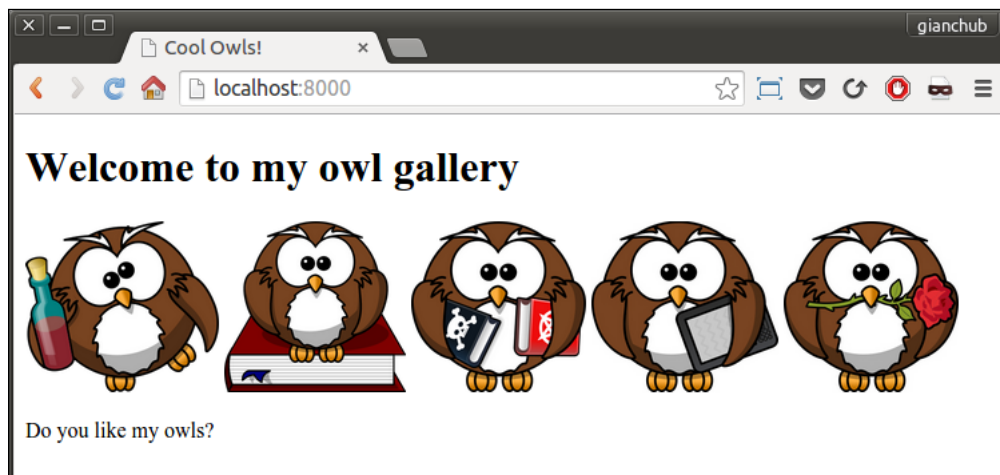 gianchub
Cool Owls!
localhost:8000
Welcome to my owl gallery
Do you like my owls?